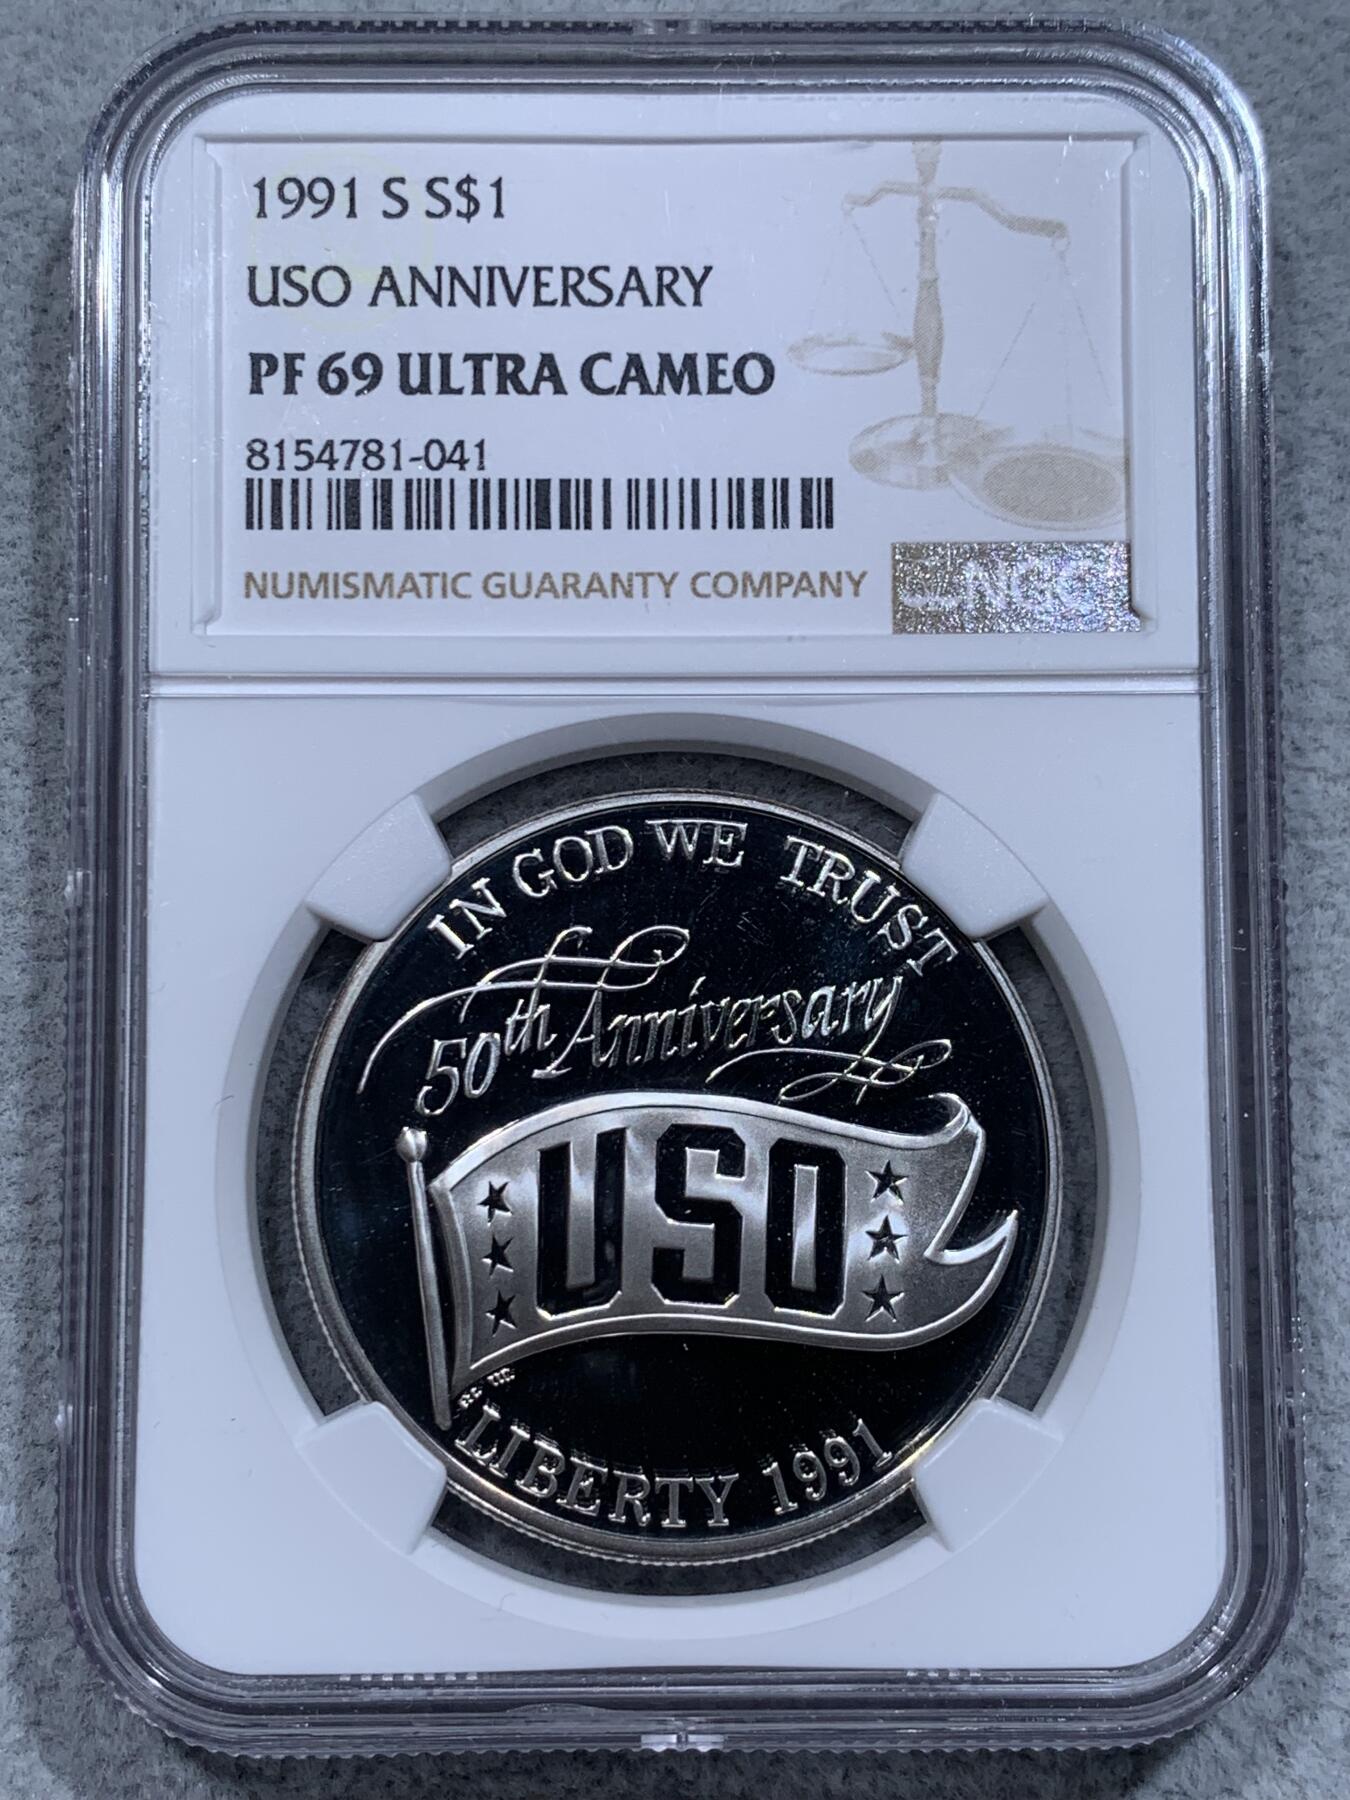 1991 S S$1
USO ANNIVERSARY
PF 69 ULTRA CAMEO
8154781-041
NUMISMATIC GUARANTY COMPANY
NGC
IN GOD WE TRUST
50th Anniversary
USO
LIBERTY 1991